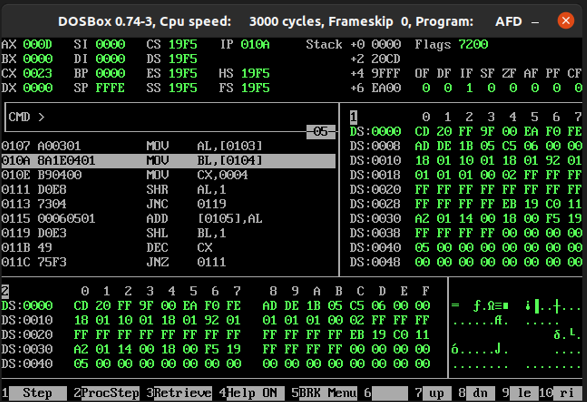 DOSBox 0.74-3, Cpu speed: 3000 cycles, Frameskip 0, Program: AFD
AX 000D SI 0000 CS 19F5 IP 010A Stack +0 0000 Flags 7200
BX 0000 DI 0000 DS 19F5 +2 20CD
CX 0023 BP 0000 ES 19F5 HS 19F5 +4 9FFF OF DF IF SF ZF AF PF CF
DX 0000 SP FFFE SS 19F5 FS 19F5 +6 EA00 0 0 1 0 0 0 0 0
CMD >
05
0107 A00301 MOV AL,[0103]
010A 8A1E0401 MOV BL,[0104]
010E B90400 MOV CX,0004
0111 D0E8 SHR AL,1
0113 7304 JNC 0119
0115 00060501 ADD [0105],AL
0119 D0E3 SHL BL,1
011B 49 DEC CX
011C 75F3 JNZ 0111
1 0 1 2 3 4 5 6 7
DS:0000 CD 20 FF 9F 00 EA F0 FE
DS:0008 AD DE 1B 05 C5 06 00 00
DS:0010 18 01 10 01 18 01 92 01
DS:0018 01 01 01 00 02 FF FF FF
DS:0020 FF FF FF FF FF FF FF FF
DS:0028 FF FF FF FF EB 19 C0 11
DS:0030 A2 01 14 00 18 00 F5 19
DS:0038 FF FF FF FF 00 00 00 00
DS:0040 05 00 00 00 00 00 00 00
DS:0048 00 00 00 00 00 00 00 00
2 0 1 2 3 4 5 6 7 8 9 A B C D E F
DS:0000 CD 20 FF 9F 00 EA F0 FE AD DE 1B 05 C5 06 00 00
DS:0010 18 01 10 01 18 01 92 01 01 01 01 00 02 FF FF FF
DS:0020 FF FF FF FF FF FF FF FF FF FF FF FF EB 19 C0 11
DS:0030 A2 01 14 00 18 00 F5 19 FF FF FF FF 00 00 00 00
DS:0040 05 00 00 00 00 00 00 00 00 00 00 00 00 00 00 00
1 Step 2ProcStep 3Retrieve 4Help ON 5BRK Menu 6 7 up 8 dn 9 le 10 ri